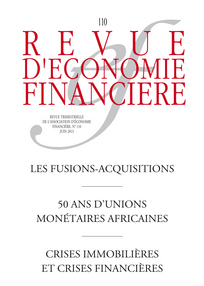 110
REVUE
D'ECONOMIE
FINANCIÈRE
REVUE TRIMESTRIELLE
DE L'ASSOCIATION D'ÉCONOMIE
FINANCIÈRE, N° 110
JUIN 2013
LES FUSIONS-ACQUISITIONS
50 ANS D'UNIONS
MONÉTAIRES AFRICAINES
CRISES IMMOBILIÈRES
ET CRISES FINANCIÈRES